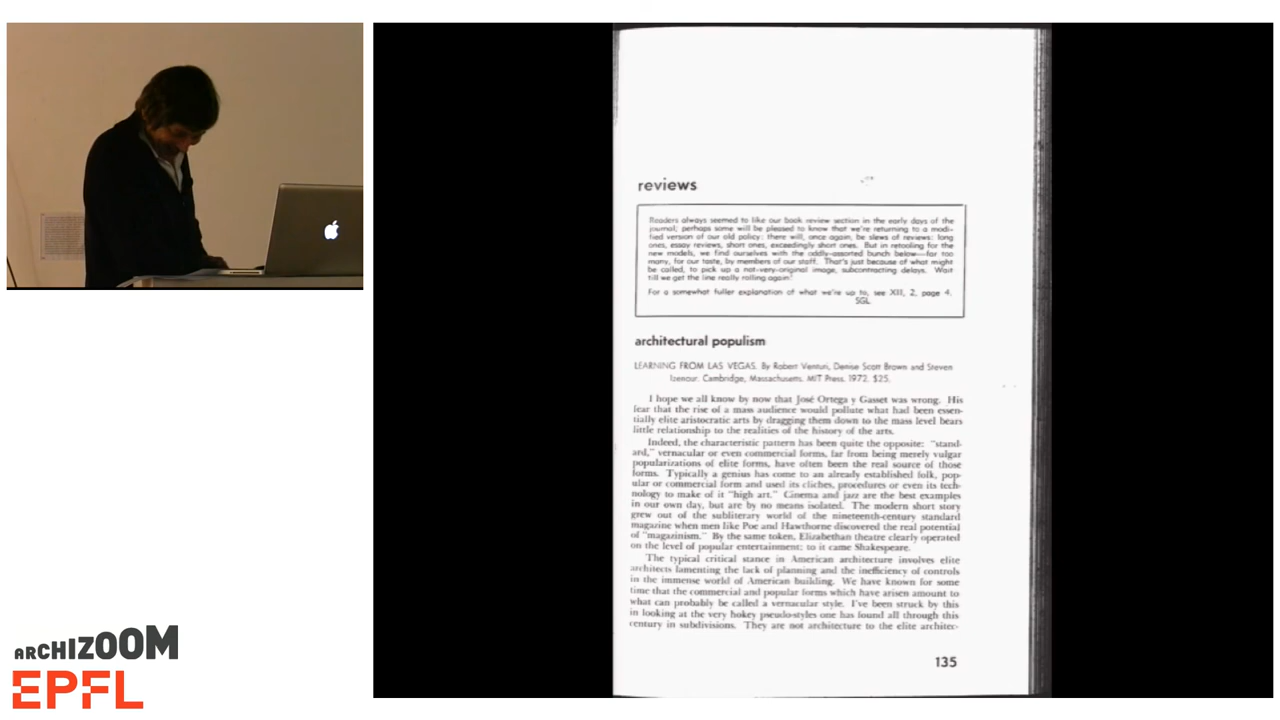 reviews
Readers always seemed to like our book review section in the early days of the
journal; perhaps some will be pleased to know that we're returning to a modi-
fied version of our old policy: there will, once again, be slews of reviews: long
ones, essay reviews, short ones, exceedingly short ones. But in retooling for the
new models, we find ourselves with the oddly-assorted bunch below—far too
many, for our taste, by members of our staff. That's just because of what might
be called, to pick up a not-very-original image, subcontracting delays. Wait
till we get the line really rolling again!
For a somewhat fuller explanation of what we're up to, see XII, 2, page 4.
SGL
architectural populism
LEARNING FROM LAS VEGAS. By Robert Venturi, Denise Scott Brown and Steven
Izenour. Cambridge, Massachusetts. MIT Press. 1972. $25.
I hope we all know by now that José Ortega y Gasset was wrong. His
fear that the rise of a mass audience would pollute what had been essen-
tially elite aristocratic arts by dragging them down to the mass level bears
little relationship to the realities of the history of the arts.
Indeed, the characteristic pattern has been quite the opposite: "stand-
ard," vernacular or even commercial forms, far from being merely vulgar
popularizations of elite forms, have often been the real source of those
forms. Typically a genius has come to an already established folk, pop-
ular or commercial form and used its cliches, procedures or even its tech-
nology to make of it "high art." Cinema and jazz are the best examples
in our own day, but are by no means isolated. The modern short story
grew out of the subliterary world of the nineteenth-century standard
magazine when men like Poe and Hawthorne discovered the real potential
of "magazinism." By the same token, Elizabethan theatre clearly operated
on the level of popular entertainment; to it came Shakespeare.
The typical critical stance in American architecture involves elite
architects lamenting the lack of planning and the inefficiency of controls
in the immense world of American building. We have known for some
time that the commercial and popular forms which have arisen amount to
what can probably be called a vernacular style. I've been struck by this
in looking at the very hokey pseudo-styles one has found all through this
century in subdivisions. They are not architecture to the elite architec-
135
ARCHIZOOM
EPFL